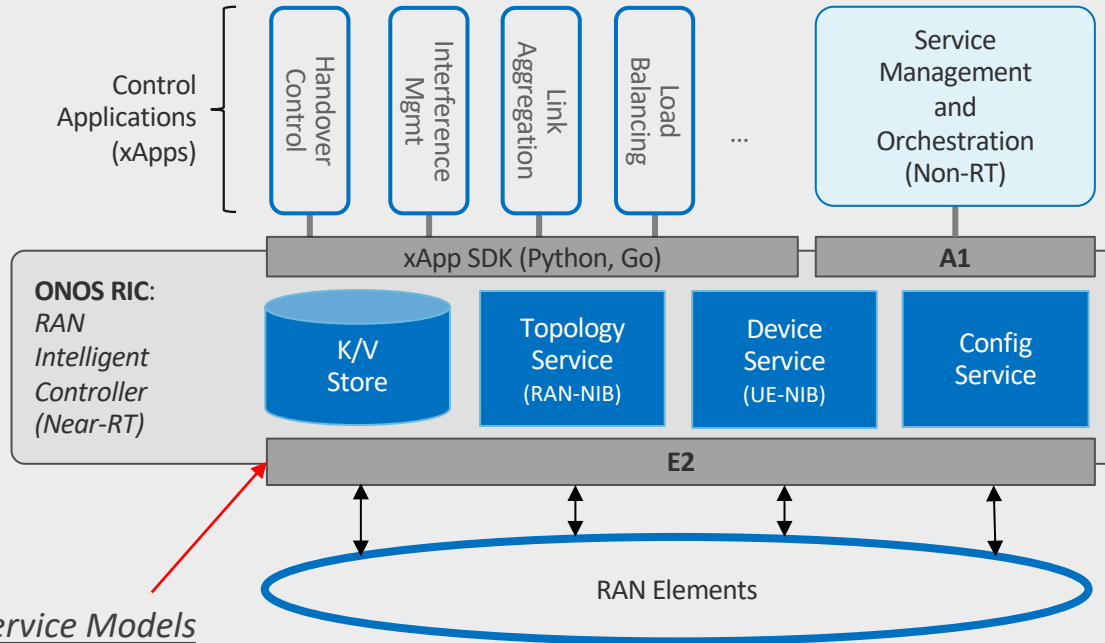 Control
Applications
(xApps)
Handover
Control
Interference
Mgmt
Link
Aggregation
Load
Balancing
...
Service
Management
and
Orchestration
(Non-RT)
xApp SDK (Python, Go)
A1
ONOS RIC:
RAN
Intelligent
Controller
(Near-RT)
K/V
Store
Topology
Service
(RAN-NIB)
Device
Service
(UE-NIB)
Config
Service
E2
RAN Elements
Models